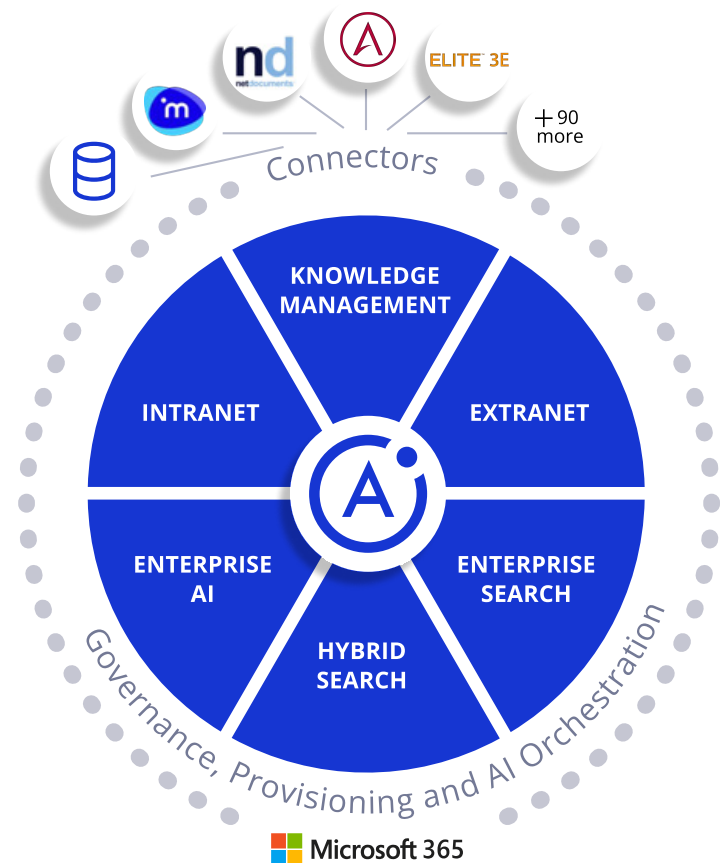 nd
netdocuments
m
A
ELITE 3E
+90
more
Connectors
KNOWLEDGE
MANAGEMENT
INTRANET
EXTRANET
A
ENTERPRISE
AI
ENTERPRISE
SEARCH
HYBRID
SEARCH
Governance, Provisioning and AI Orchestration
Microsoft 365